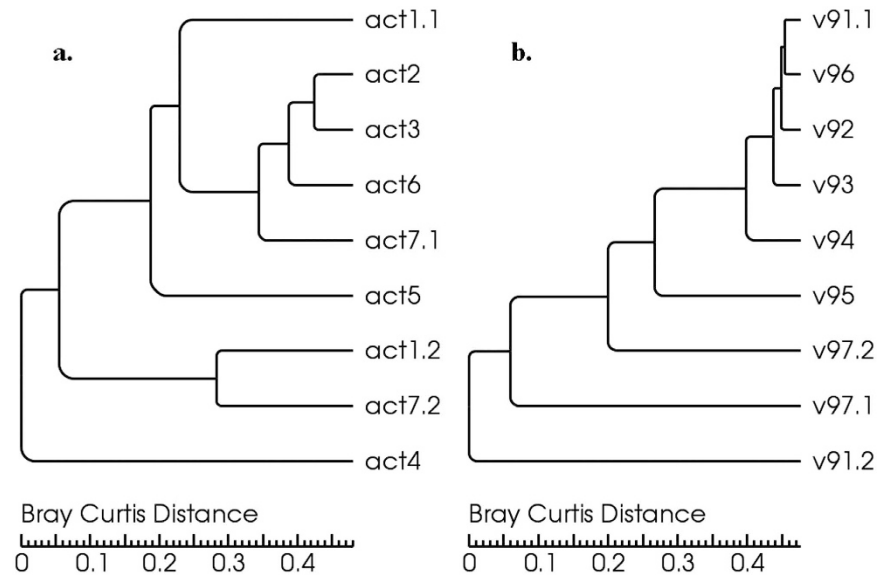 a.
act1.1
act2
act3
act6
act7.1
act5
act1.2
act7.2
act4
Bray Curtis Distance
0 0.1 0.2 0.3 0.4
b.
v91.1
v96
v92
v93
v94
v95
v97.2
v97.1
v91.2
Bray Curtis Distance
0 0.1 0.2 0.3 0.4